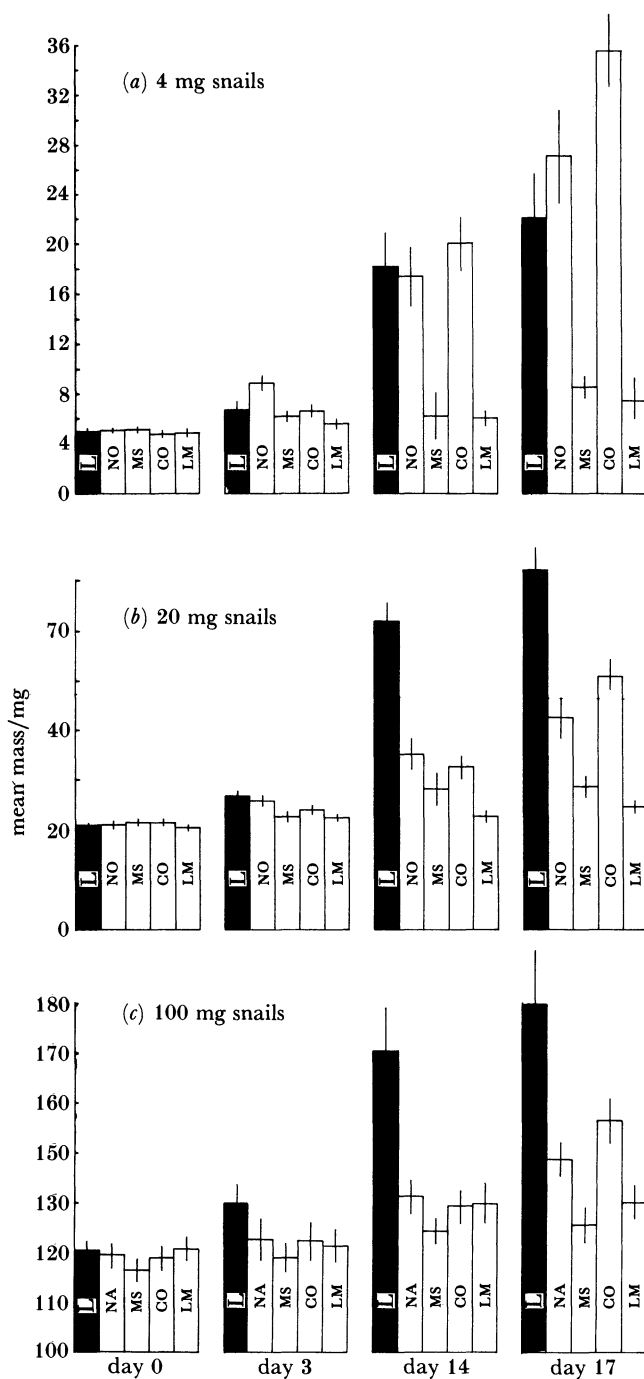 (a) 4 mg snails
36
32
28
24
20
16
12
8
4
0
L NO MS CO LM
L NO MS CO LM
L NO MS CO LM
L NO MS CO LM
mean mass/mg
(b) 20 mg snails
70
40
20
0
L NO MS CO LM
L NO MS CO LM
L NO MS CO LM
L NO MS CO LM
(c) 100 mg snails
180
170
160
150
130
120
110
100
L NA MS CO LM
L NA MS CO LM
L NA MS CO LM
L NA MS CO LM
day 0 day 3 day 14 day 17